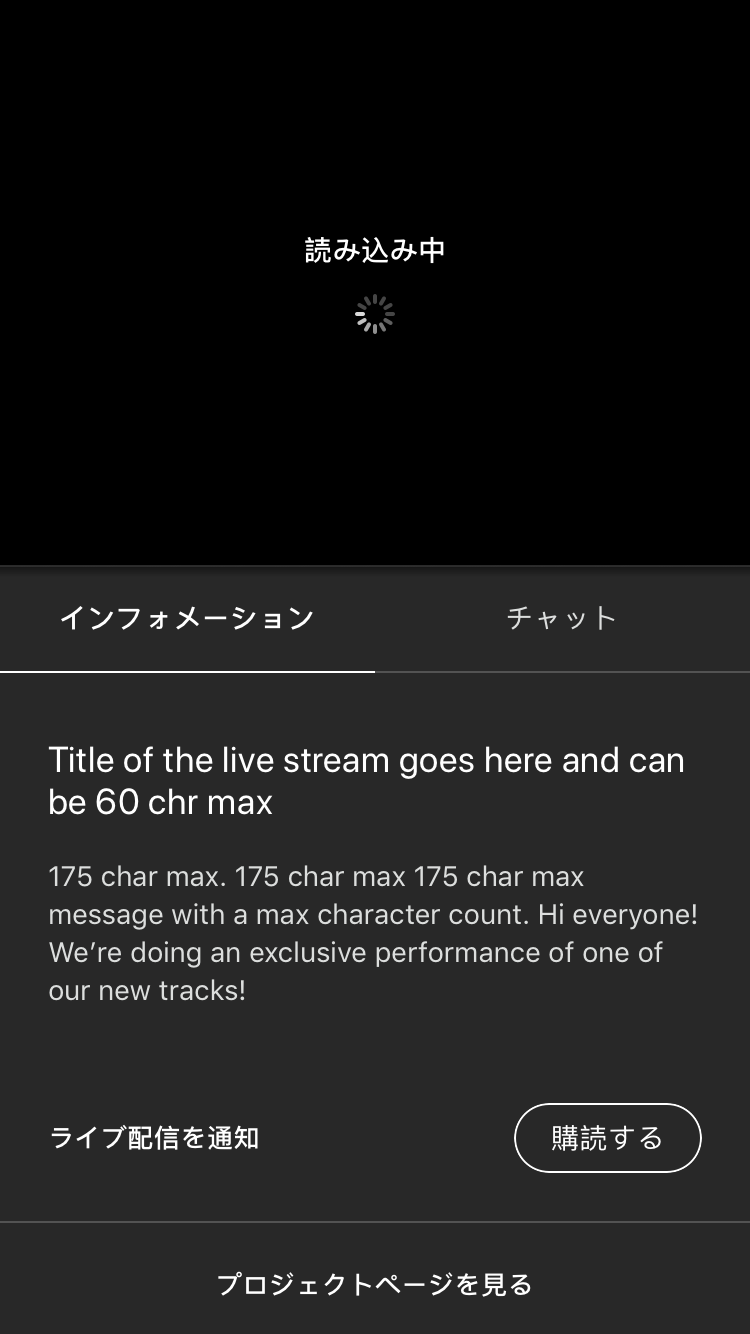 読み込み中
インフォメーション
チャット
Title of the live stream goes here and can
be 60 chr max
175 char max. 175 char max 175 char max
message with a max character count. Hi everyone!
We’re doing an exclusive performance of one of
our new tracks!
ライブ配信を通知
購読する
プロジェクトページを見る